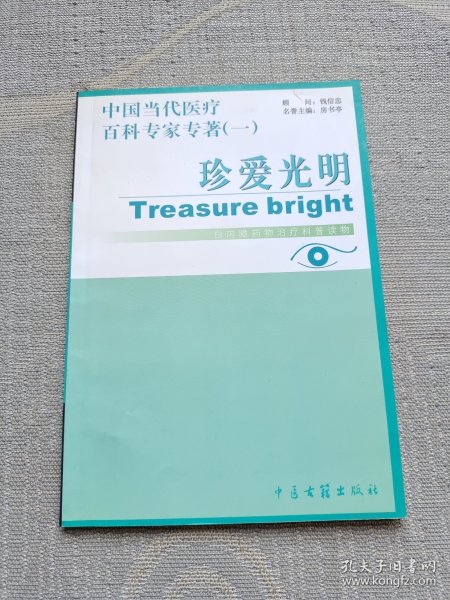 中国当代医疗
百科专家专著(一)
顾 问：钱信忠
名誉主编：房书亭
珍爱光明
Treasure bright
白内障药物治疗科普读物
中医古籍出版社
孔夫子旧书网
www.kongfz.com